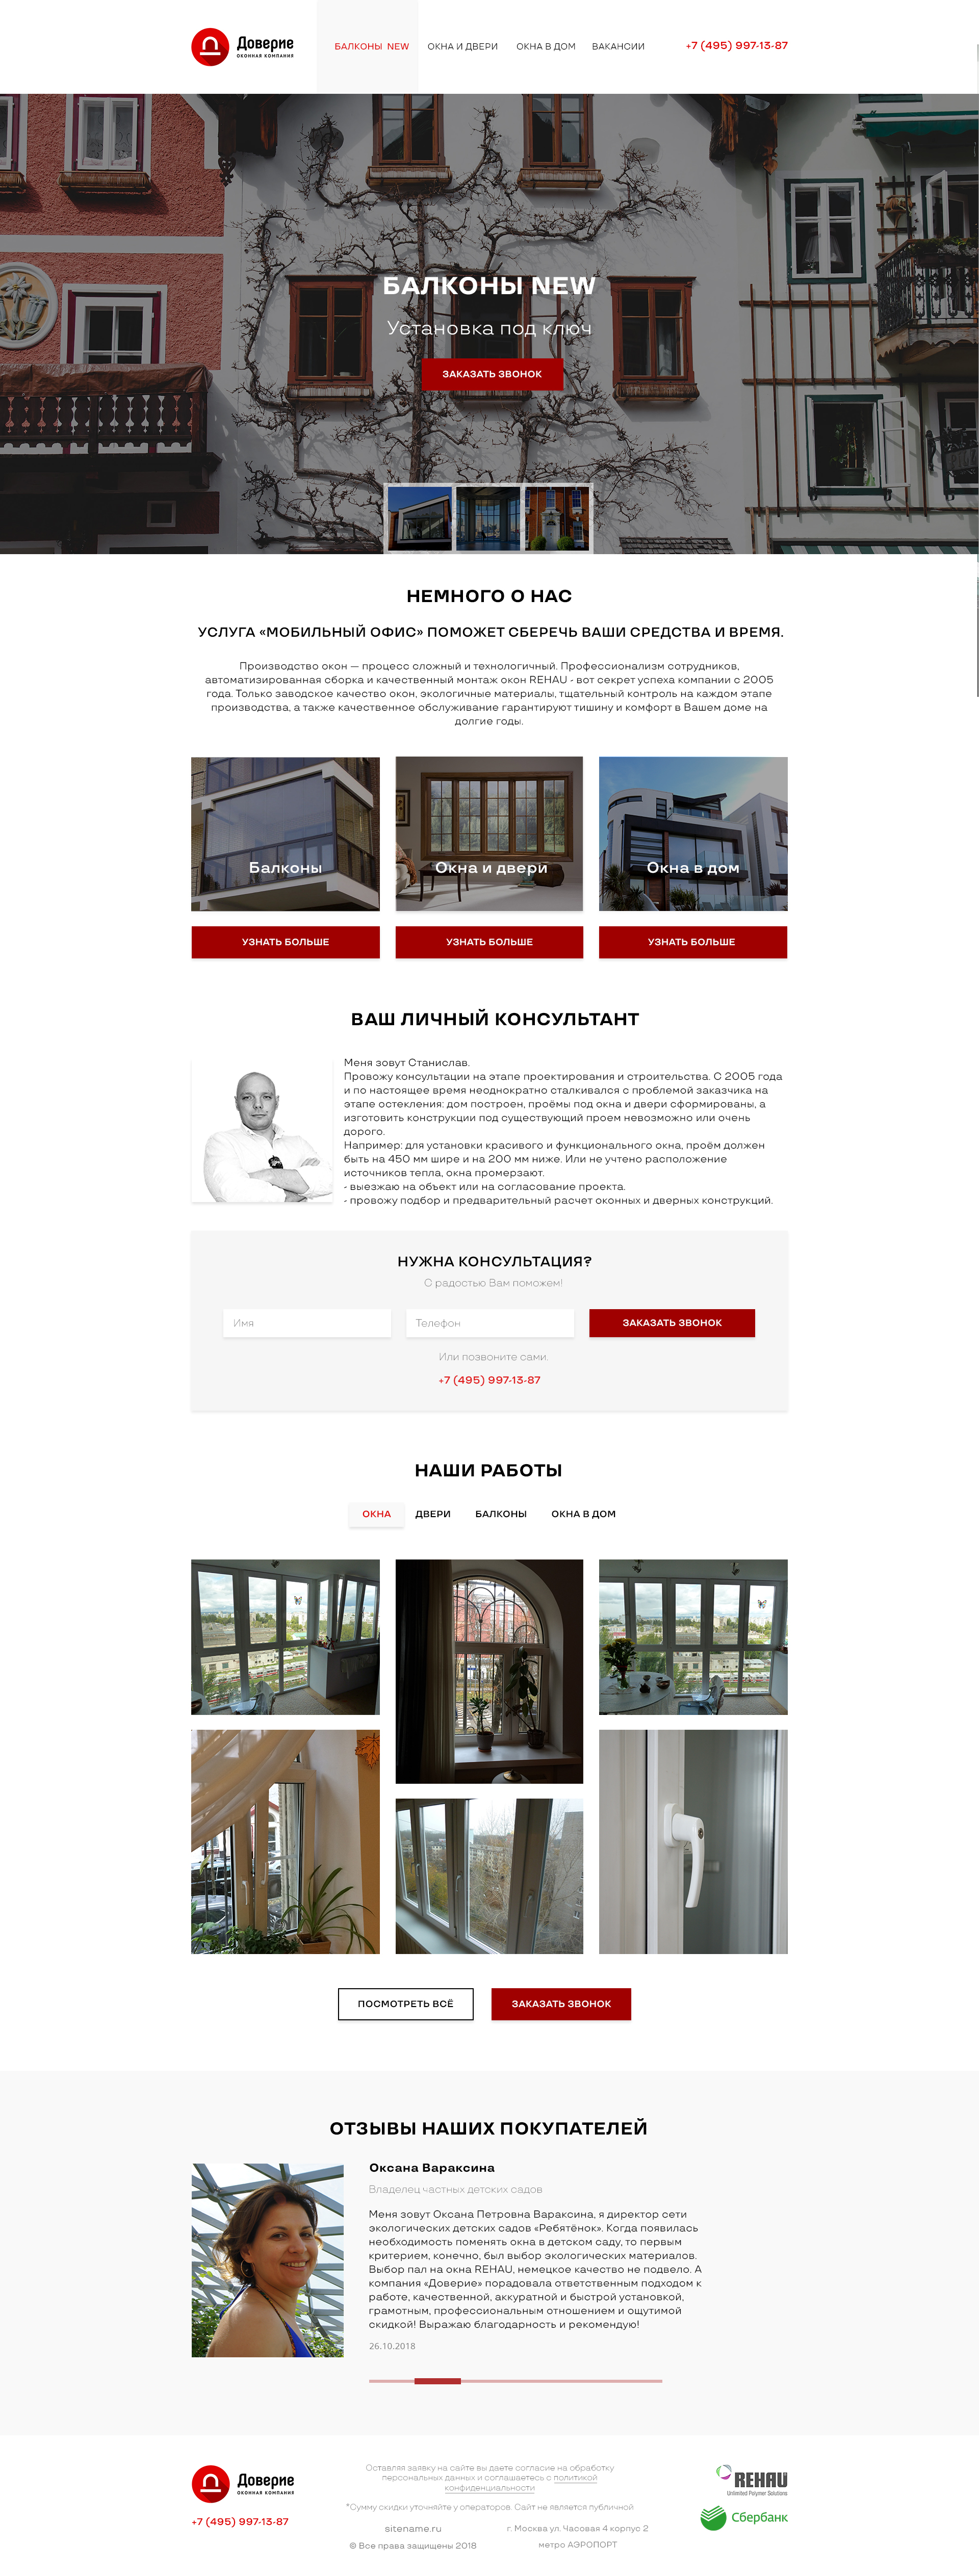 Доверие
ОКОННАЯ КОМПАНИЯ
БАЛКОНЫ NEW
ОКНА И ДВЕРИ
ОКНА В ДОМ
ВАКАНСИИ
+7 (495) 997-13-87
БАЛКОНЫ NEW
Установка под ключ
ЗАКАЗАТЬ ЗВОНОК
НЕМНОГО О НАС
УСЛУГА «МОБИЛЬНЫЙ ОФИС» ПОМОЖЕТ СБЕРЕЧЬ ВАШИ СРЕДСТВА И ВРЕМЯ.
Производство окон — процесс сложный и технологичный. Профессионализм сотрудников,
автоматизированная сборка и качественный монтаж окон REHAU - вот секрет успеха компании с 2005
года. Только заводское качество окон, экологичные материалы, тщательный контроль на каждом этапе
производства, а также качественное обслуживание гарантируют тишину и комфорт в Вашем доме на
долгие годы.
Балконы
Окна и двери
Окна в дом
УЗНАТЬ БОЛЬШЕ
УЗНАТЬ БОЛЬШЕ
УЗНАТЬ БОЛЬШЕ
ВАШ ЛИЧНЫЙ КОНСУЛЬТАНТ
Меня зовут Станислав.
Провожу консультации на этапе проектирования и строительства. С 2005 года
и по настоящее время неоднократно сталкивался с проблемой заказчика на
этапе остекления: дом построен, проёмы под окна и двери сформированы, а
изготовить конструкции под существующий проем невозможно или очень
дорого.
Например: для установки красивого и функционального окна, проём должен
быть на 450 мм шире и на 200 мм ниже. Или не учтено расположение
источников тепла, окна промерзают.
- выезжаю на объект или на согласование проекта.
- провожу подбор и предварительный расчет оконных и дверных конструкций.
НУЖНА КОНСУЛЬТАЦИЯ?
С радостью Вам поможем!
Имя
Телефон
ЗАКАЗАТЬ ЗВОНОК
Или позвоните сами.
+7 (495) 997-13-87
НАШИ РАБОТЫ
ОКНА
ДВЕРИ
БАЛКОНЫ
ОКНА В ДОМ
ПОСМОТРЕТЬ ВСЁ
ЗАКАЗАТЬ ЗВОНОК
ОТЗЫВЫ НАШИХ ПОКУПАТЕЛЕЙ
Оксана Вараксина
Владелец частных детских садов
Меня зовут Оксана Петровна Вараксина, я директор сети
экологических детских садов «Ребятёнок». Когда появилась
необходимость поменять окна в детском саду, то первым
критерием, конечно, был выбор экологических материалов.
Выбор пал на окна REHAU, немецкое качество не подвело. А
компания «Доверие» порадовала ответственным подходом к
работе, качественной, аккуратной и быстрой установкой,
грамотным, профессиональным отношением и ощутимой
скидкой! Выражаю благодарность и рекомендую!
26.10.2018
Доверие
ОКОННАЯ КОМПАНИЯ
+7 (495) 997-13-87
Оставляя заявку на сайте вы даете согласие на обработку
персональных данных и соглашаетесь с политикой
конфиденциальности
*Сумму скидки уточняйте у операторов. Сайт не является публичной
sitename.ru
© Все права защищены 2018
г. Москва ул. Часовая 4 корпус 2
метро АЭРОПОРТ
REHAU
Unlimited Polymer Solutions
Сбербанк